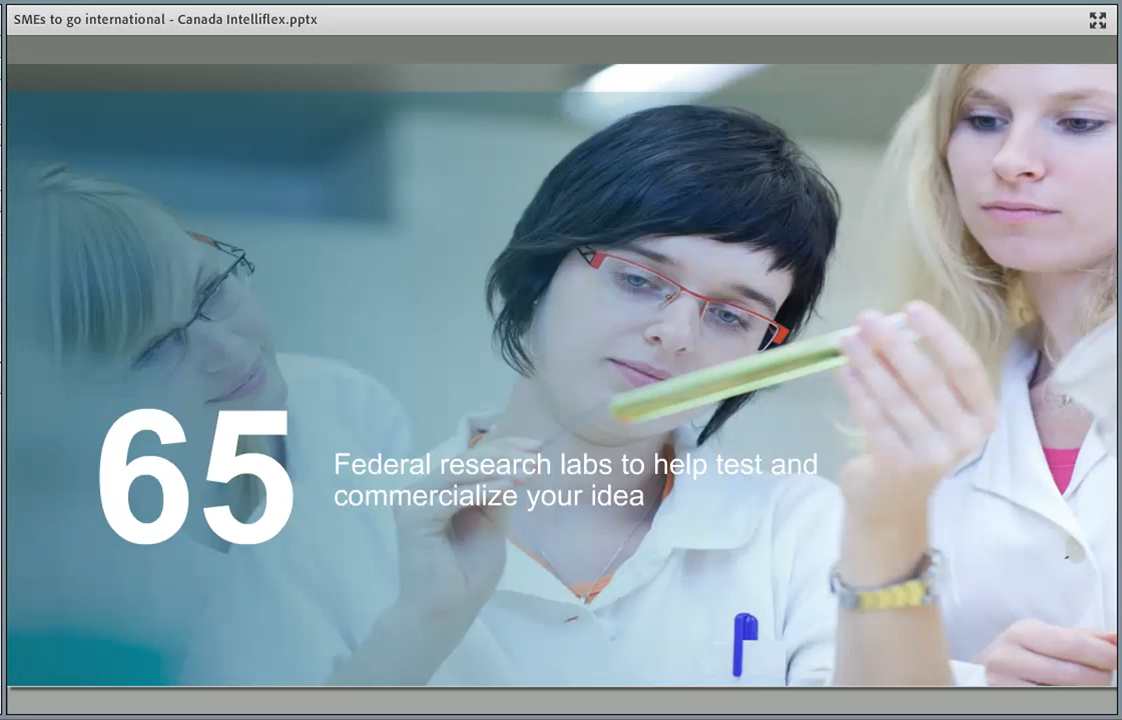 SMEs to go international - Canada Intelliflex.pptx
65
Federal research labs to help test and
commercialize your idea